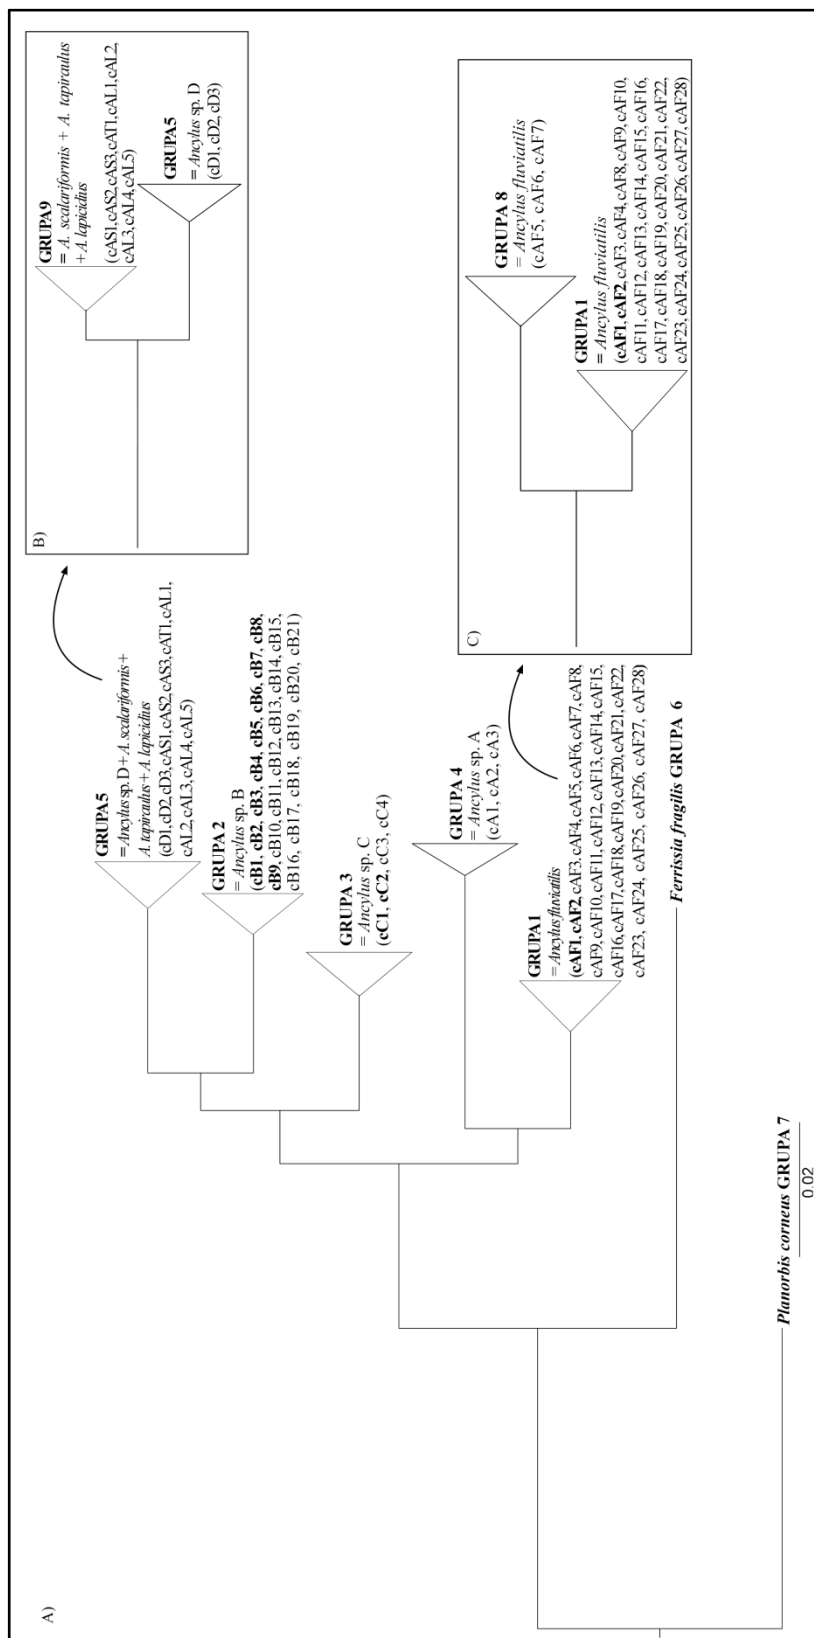 A)
GRUPA5
= Ancylus sp. D + A. scalariformis +
A. tapiraulus + A. lapicidius
(cD1, cD2, cD3, cAS1, cAS2, cAS3, cAT1, cAL1,
cAL2, cAL3, cAL4, cAL5)
GRUPA 2
= Ancylus sp. B
(cB1, cB2, cB3, cB4, cB5, cB6, cB7, cB8,
cB9, cB10, cB11, cB12, cB13, cB14, cB15,
cB16, cB17, cB18, cB19, cB20, cB21)
GRUPA 3
= Ancylus sp. C
(cC1, cC2, cC3, cC4)
GRUPA 4
= Ancylus sp. A
(cA1, cA2, cA3)
GRUPA1
= Ancylus fluviatilis
(cAF1, cAF2, cAF3, cAF4, cAF5, cAF6, cAF7, cAF8,
cAF9, cAF10, cAF11, cAF12, cAF13, cAF14, cAF15,
cAF16, cAF17, cAF18, cAF19, cAF20, cAF21, cAF22,
cAF23, cAF24, cAF25, cAF26, cAF27, cAF28)
Ferrissia fragilis GRUPA 6
Planorbis corneus GRUPA 7
0.02
B)
GRUPA9
= A. scalariformis + A. tapiraulus
+ A. lapicidius
(cAS1, cAS2, cAS3, cAT1, cAL1, cAL2,
cAL3, cAL4, cAL5)
GRUPA5
= Ancylus sp. D
(cD1, cD2, cD3)
C)
GRUPA 8
= Ancylus fluviatilis
(cAF5, cAF6, cAF7)
GRUPA1
= Ancylus fluviatilis
(cAF1, cAF2, cAF3, cAF4, cAF8, cAF9, cAF10,
cAF11, cAF12, cAF13, cAF14, cAF15, cAF16,
cAF17, cAF18, cAF19, cAF20, cAF21, cAF22,
cAF23, cAF24, cAF25, cAF26, cAF27, cAF28)